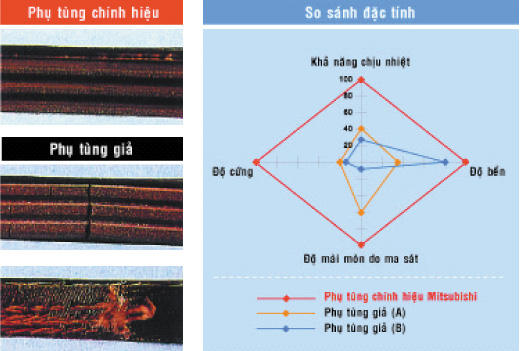 Phụ tùng chính hiệu
Phụ tùng giả
So sánh đặc tính
Khả năng chịu nhiệt
100
80
60
40
20
Độ cứng
Độ bền
Độ mài mòn do ma sát
Phụ tùng chính hiệu Mitsubishi
Phụ tùng giả (A)
Phụ tùng giả (B)